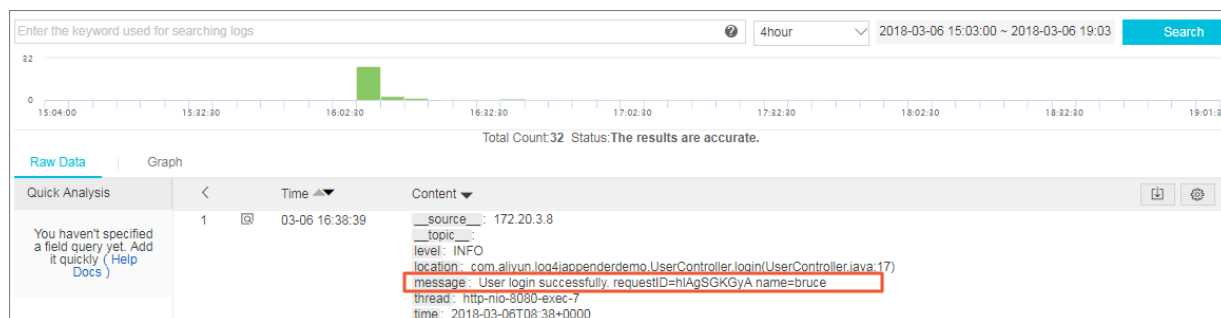 Enter the keyword used for searching logs
4hour
2018-03-06 15:03:00 ~ 2018-03-06 19:03
Search
32
0
15:04:00 15:32:30 16:02:30 16:32:30 17:02:30 17:32:30 18:02:30 18:32:30 19:01:3
Total Count:32 Status:The results are accurate.
Raw Data Graph
Quick Analysis Time Content
You haven't specified
a field query yet. Add
it quickly ( Help
Docs )
1 03-06 16:38:39 __source__: 172.20.3.8
__topic__:
level: INFO
location: com.aliyun.log4jappenderdemo.UserController.login(UserController.java:17)
message: User login successfully. requestID=hlAgSGKGyA name=bruce
thread: http-nio-8080-exec-7
time: 2018-03-06T08:38+0000